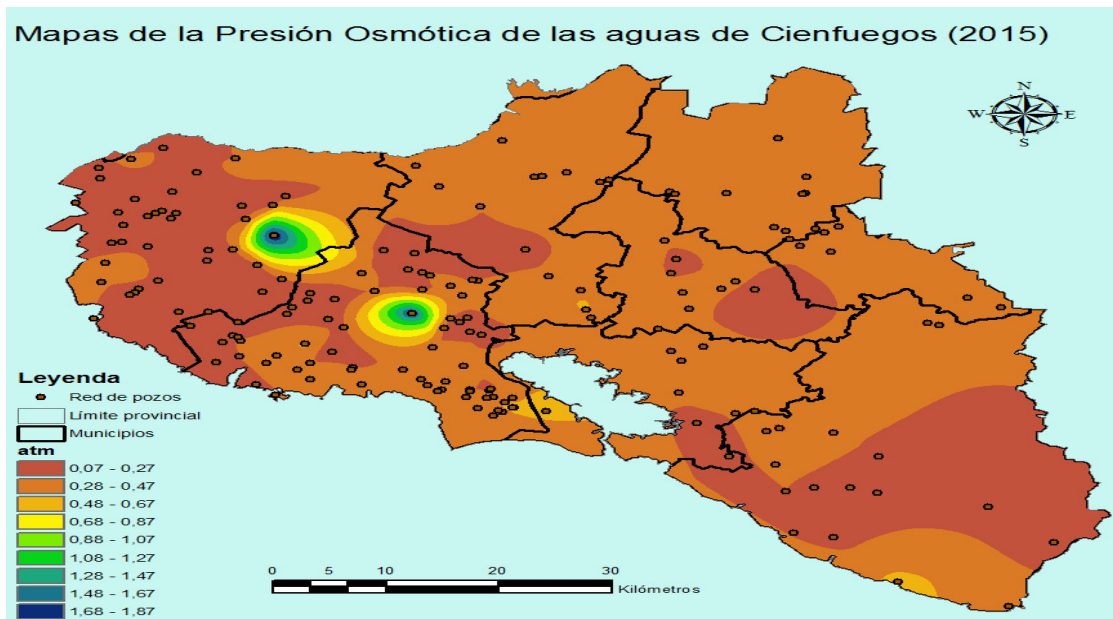 Mapas de la Presión Osmótica de las aguas de Cienfuegos (2015)
N
W E
S
Leyenda
Red de pozos
Límite provincial
Municipios
atm
0,07 - 0,27
0,28 - 0,47
0,48 - 0,67
0,68 - 0,87
0,88 - 1,07
1,08 - 1,27
1,28 - 1,47
1,48 - 1,67
1,68 - 1,87
0 5 10 20 30
Kilómetros